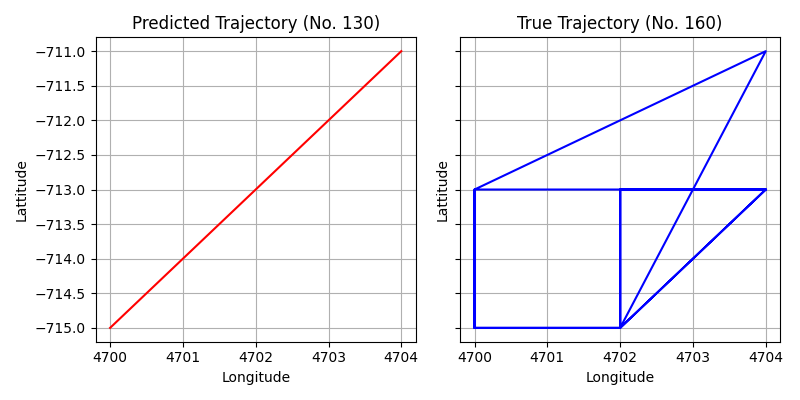 Predicted Trajectory (No. 130)
True Trajectory (No. 160)
−711.0
−711.5
−712.0
−712.5
−713.0
−713.5
−714.0
−714.5
−715.0
Lattitude
Lattitude
4700 4701 4702 4703 4704
4700 4701 4702 4703 4704
Longitude
Longitude